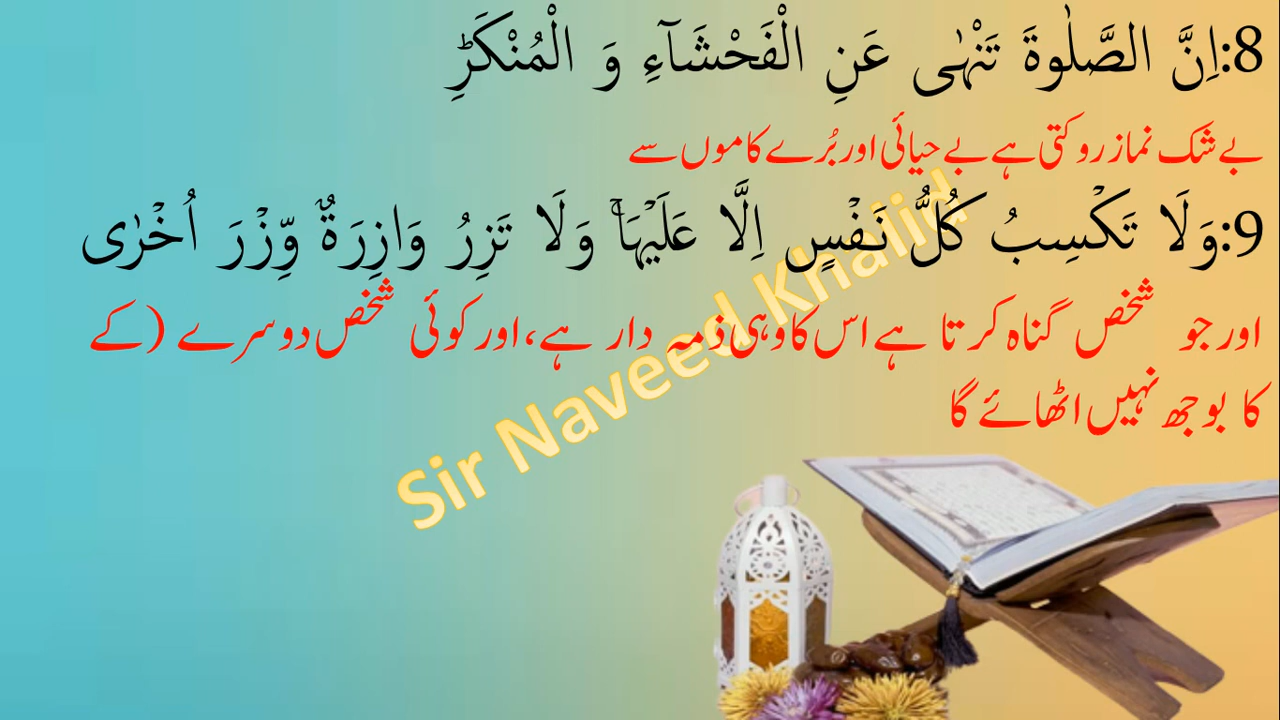 8:اِنَّ الصَّلٰوةَ تَنْهٰى عَنِ الْفَحْشَآءِ وَ الْمُنْكَرِؕ
بے شک نماز روکتی ہے بے حیائی اور بُرے کاموں سے
9:وَلَا تَكْسِبُ كُلُّ نَفْسٍ اِلَّا عَلَيْهَا ۚ وَلَا تَزِرُ وَازِرَةٌ وِّزْرَ اُخْرٰى
اور جو شخص گناہ کرتا ہے اس کا وہی ذمہ دار ہے، اور کوئی شخص دوسرے (کے
کا بوجھ نہیں اٹھائے گا
Sir Naveed Khalid